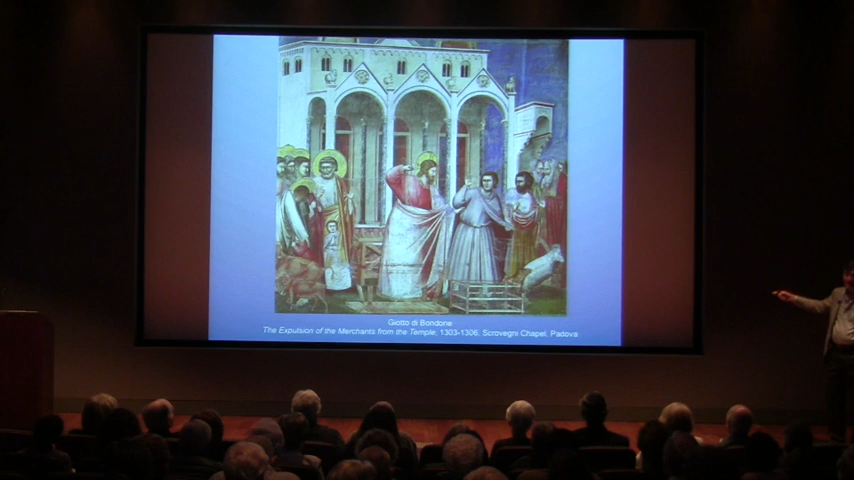 Giotto di Bondone
The Expulsion of the Merchants from the Temple, 1303-1306, Scrovegni Chapel, Padova